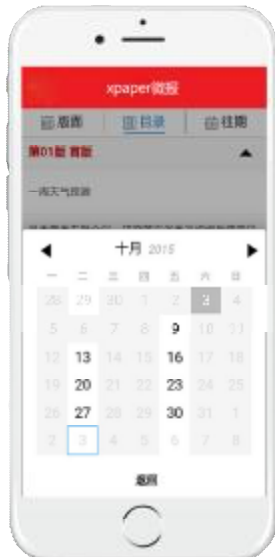 xpaper微报
版面 目录 往期
第01版 首版
一周天气预测
十月 2015
一 二 三 四 五 六 日
28 29 30 1 2 3 4
5 6 7 8 9 10 11
12 13 14 15 16 17 18
19 20 21 22 23 24 25
26 27 28 29 30 31 1
2 3 4 5 6 7 8
返回